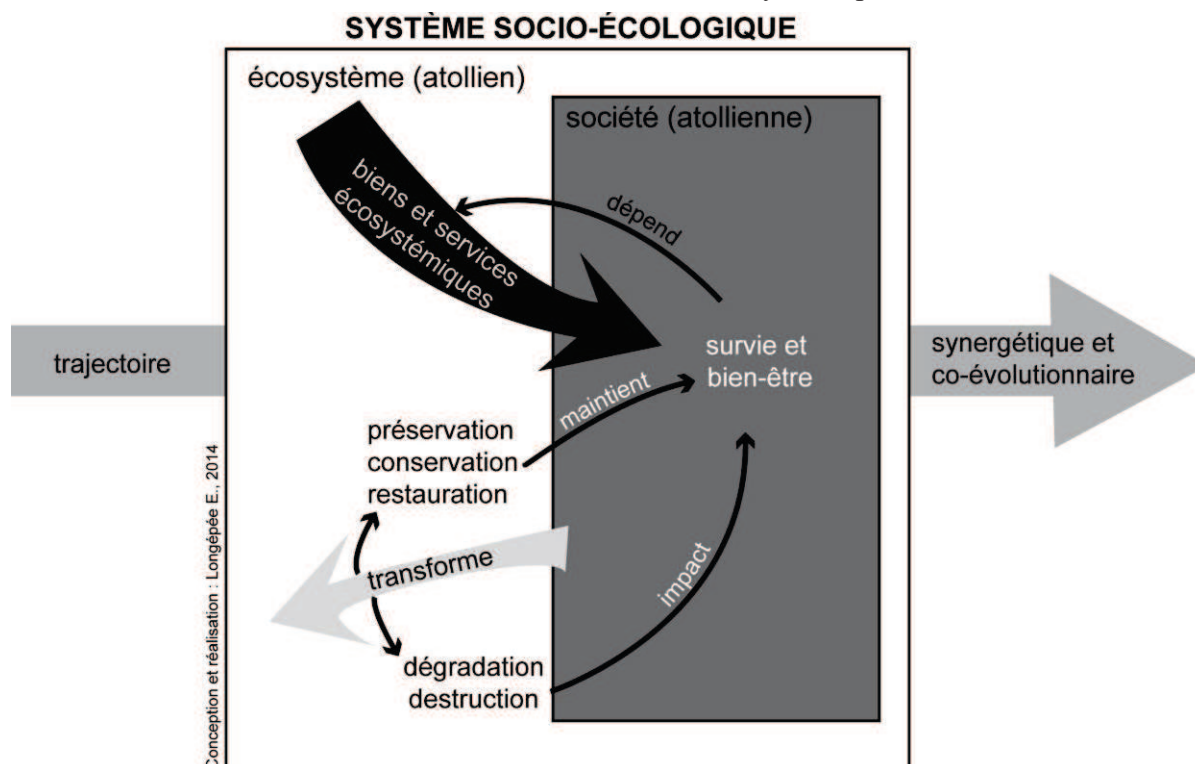 SYSTÈME SOCIO-ÉCOLOGIQUE
écosystème (atollien)
société (atollienne)
biens et services
écosystémiques
dépend
survie et
bien-être
trajectoire
synergétique et
co-évolutionnaire
maintient
préservation
conservation
restauration
transforme
impact
dégradation
destruction
Conception et réalisation : Longépée E., 2014